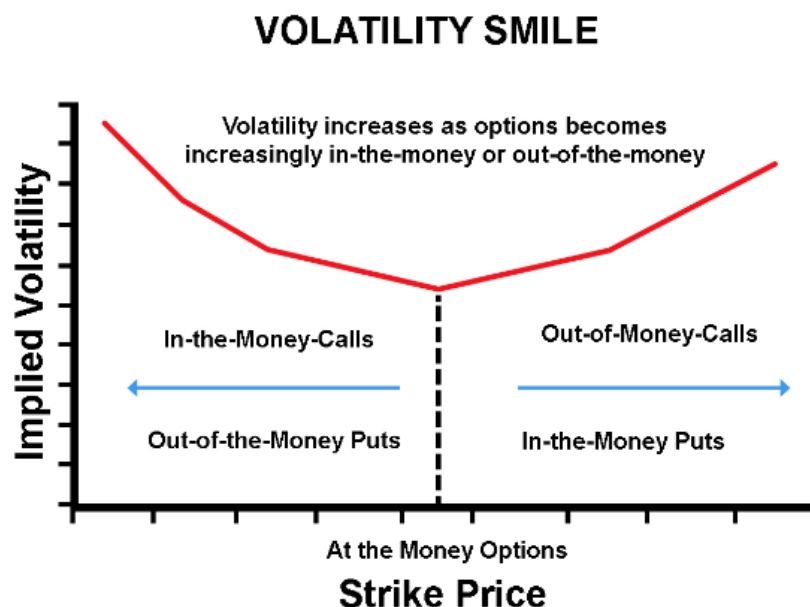 VOLATILITY SMILE
Volatility increases as options becomes
increasingly in-the-money or out-of-the-money
Implied Volatility
In-the-Money-Calls
Out-of-Money-Calls
Out-of-the-Money Puts
In-the-Money Puts
At the Money Options
Strike Price